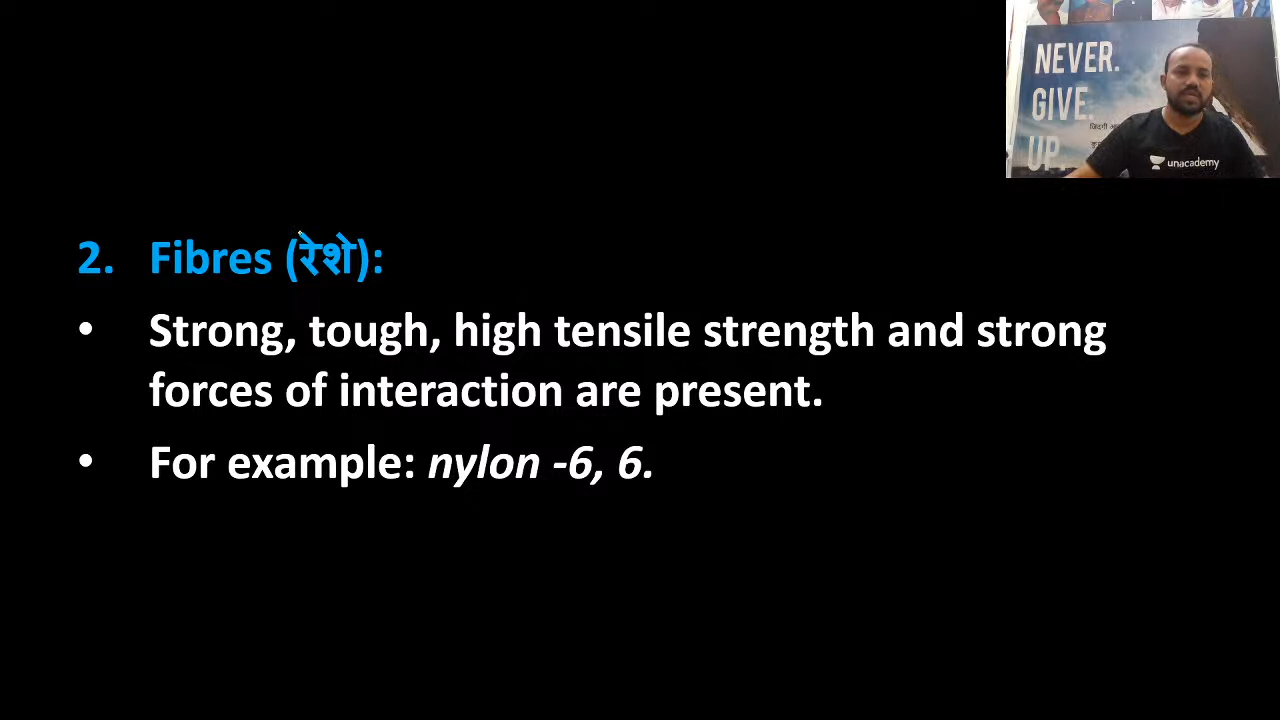 NEVER.
GIVE.
UP.
unacademy
2. Fibres (रेशे):
• Strong, tough, high tensile strength and strong
forces of interaction are present.
• For example: nylon -6, 6.